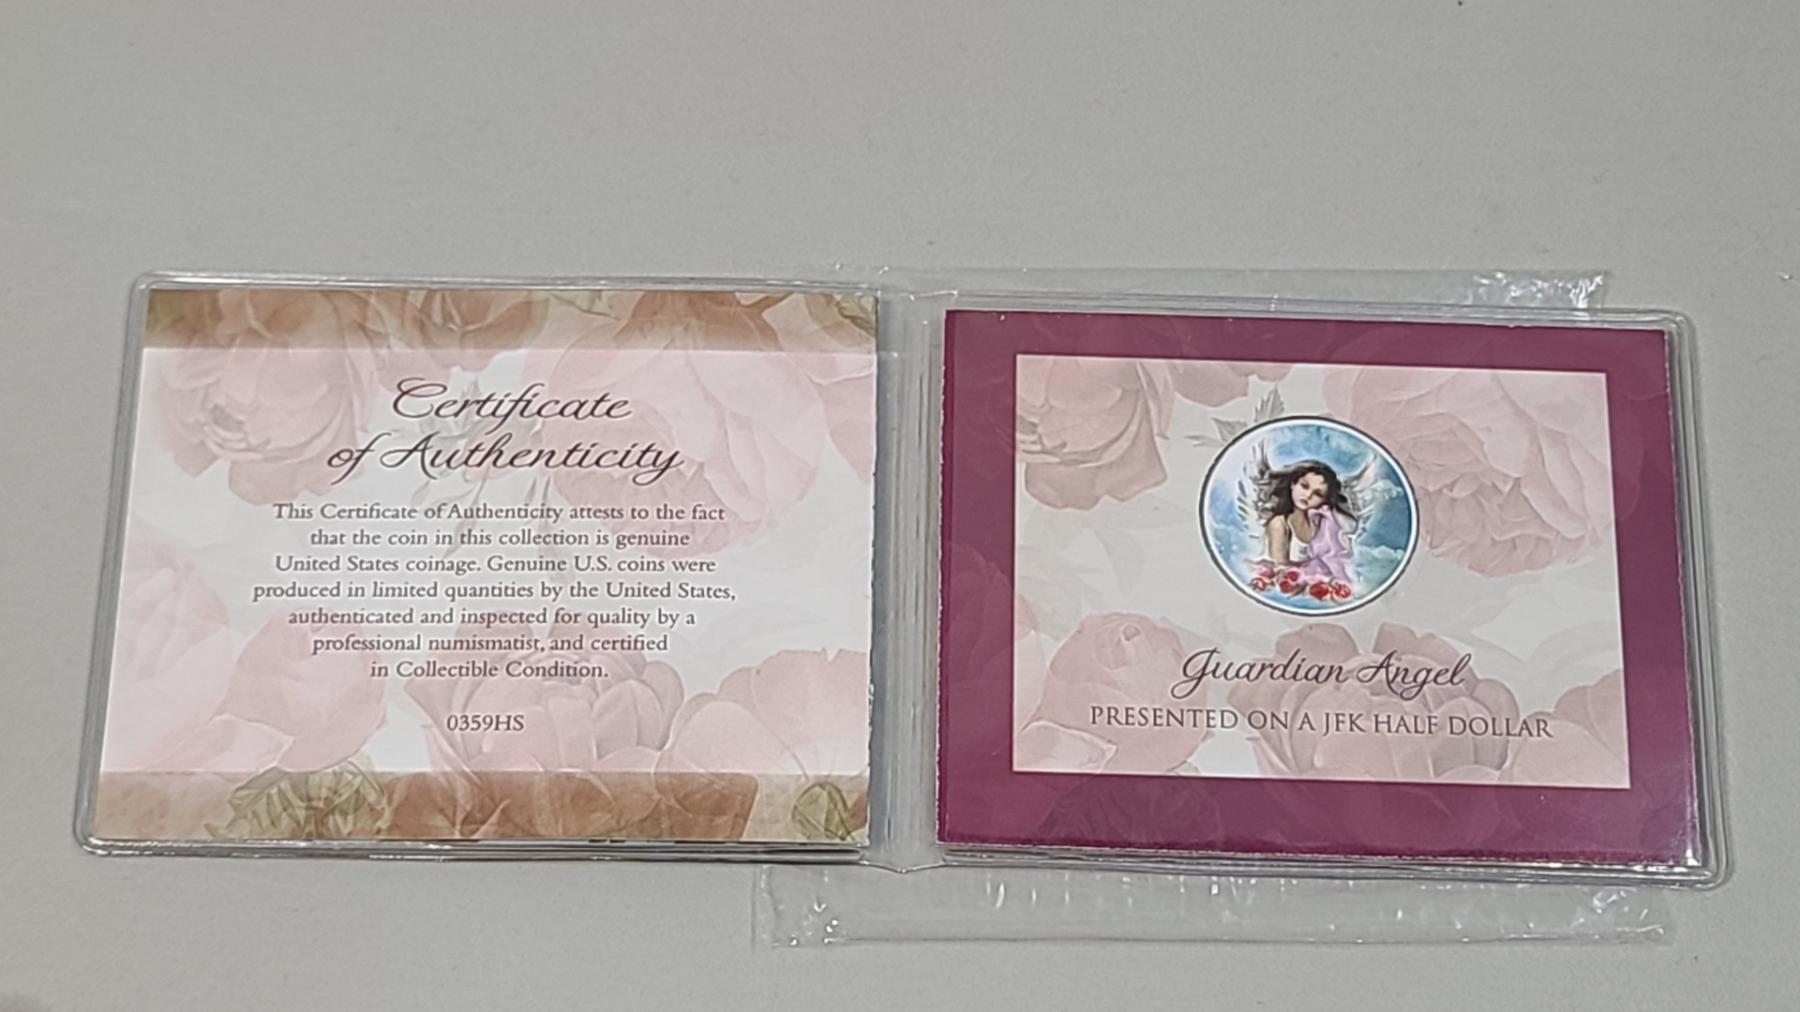 Certificate
of Authenticity
This Certificate of Authenticity attests to the fact
that the coin in this collection is genuine
United States coinage. Genuine U.S. coins were
produced in limited quantities by the United States,
authenticated and inspected for quality by a
professional numismatist, and certified
in Collectible Condition.
0359HS
Guardian Angel
PRESENTED ON A JFK HALF DOLLAR